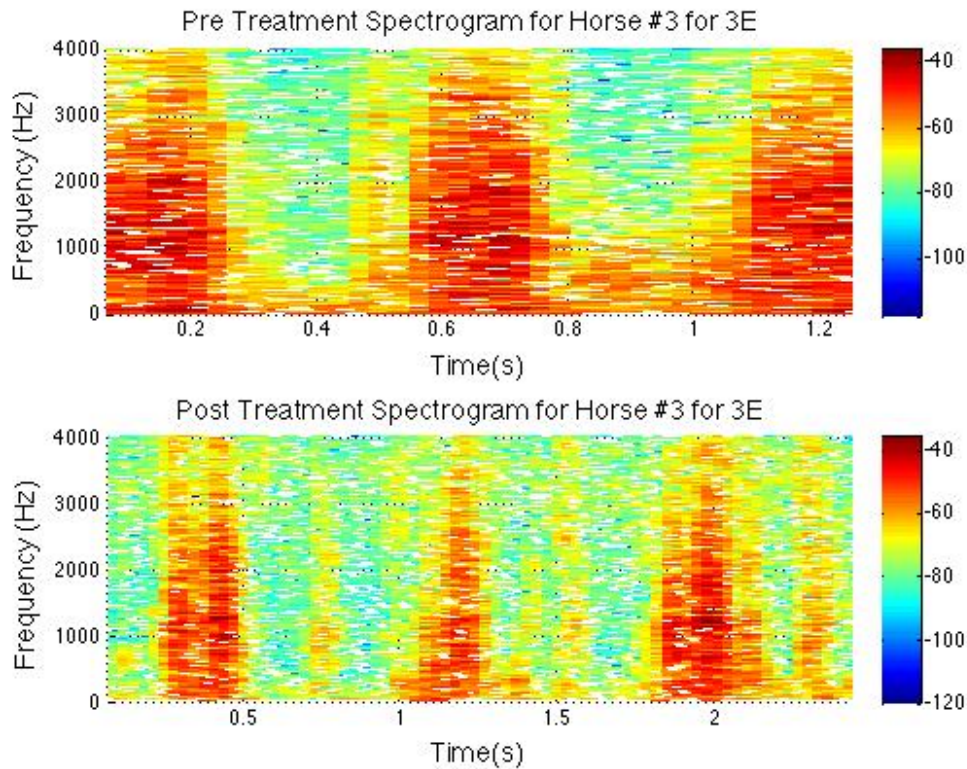 Pre Treatment Spectrogram for Horse #3 for 3E
Frequency (Hz)
4000
3000
2000
1000
0
0.2 0.4 0.6 0.8 1 1.2
Time(s)
-40
-60
-80
-100
Post Treatment Spectrogram for Horse #3 for 3E
Frequency (Hz)
4000
3000
2000
1000
0
0.5 1 1.5 2
Time(s)
-40
-60
-80
-100
-120